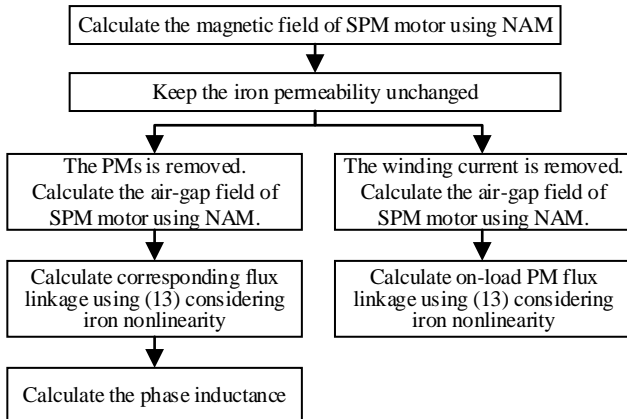 Calculate the magnetic field of SPM motor using NAM
Keep the iron permeability unchanged
The PMs is removed.
Calculate the air-gap field of
SPM motor using NAM.
The winding current is removed.
Calculate the air-gap field of
SPM motor using NAM.
Calculate corresponding flux
linkage using (13) considering
iron nonlinearity
Calculate on-load PM flux
linkage using (13) considering
iron nonlinearity
Calculate the phase inductance